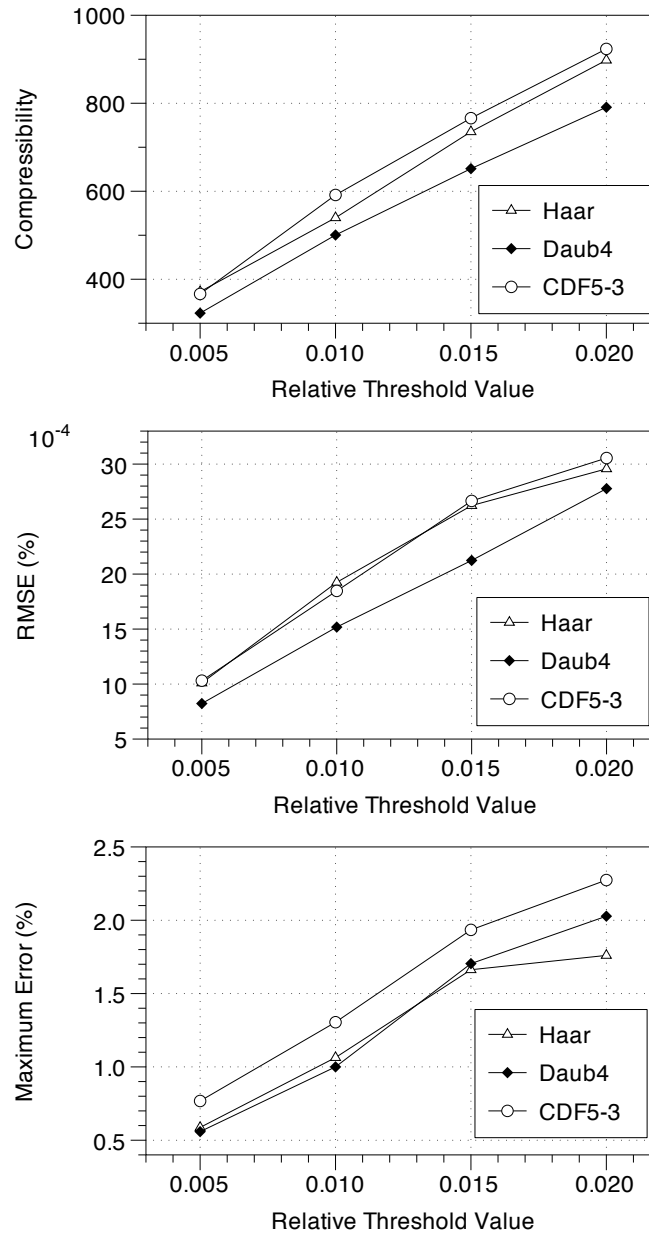 1000
800
600
400
Compressibility
Haar
Daub4
CDF5-3
0.005 0.010 0.015 0.020
Relative Threshold Value
10-4
30
25
20
15
10
5
RMSE (%)
Haar
Daub4
CDF5-3
0.005 0.010 0.015 0.020
Relative Threshold Value
2.5
2.0
1.5
1.0
0.5
Maximum Error (%)
Haar
Daub4
CDF5-3
0.005 0.010 0.015 0.020
Relative Threshold Value